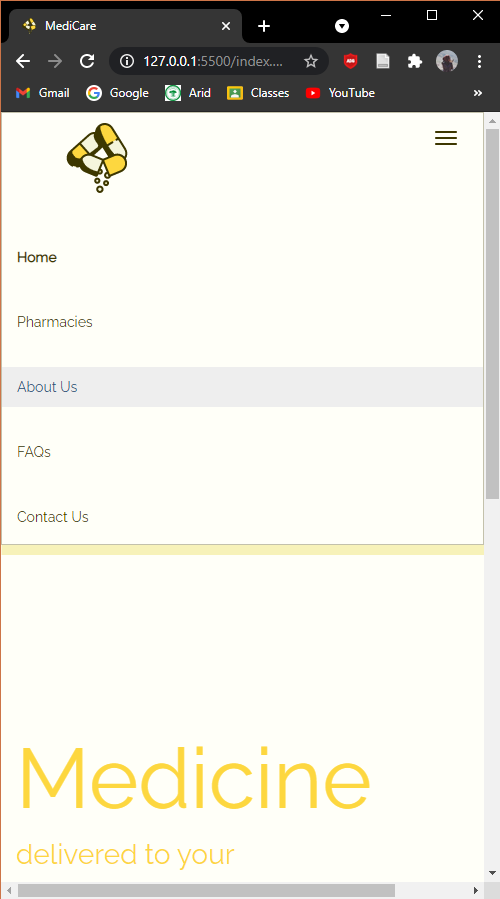 MediCare
127.0.0.1:5500/index....
Gmail
Google
Arid
Classes
YouTube
»
Home
Pharmacies
About Us
FAQs
Contact Us
Medicine
delivered to your